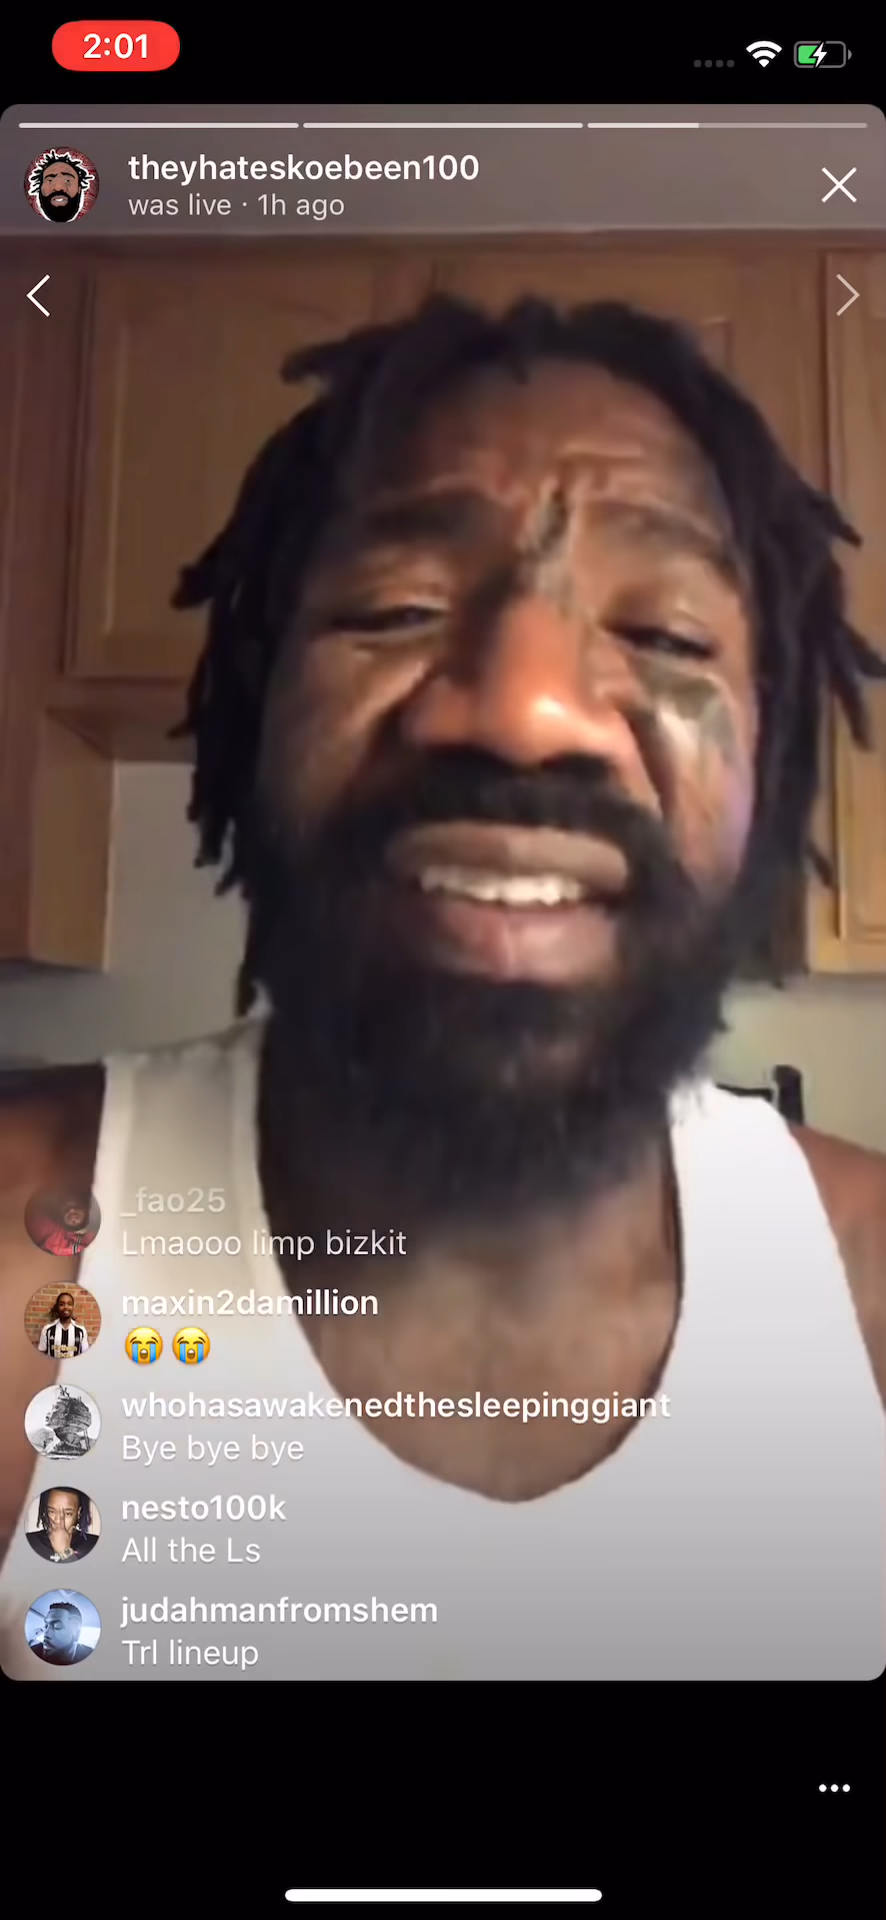 2:01
theyhateskoebeen100
was live · 1h ago
_fao25
Lmaooo limp bizkit
maxin2damillion
😭😭
whohasawakenedthesleepinggiant
Bye bye bye
nesto100k
All the Ls
judahmanfromshem
Trl lineup